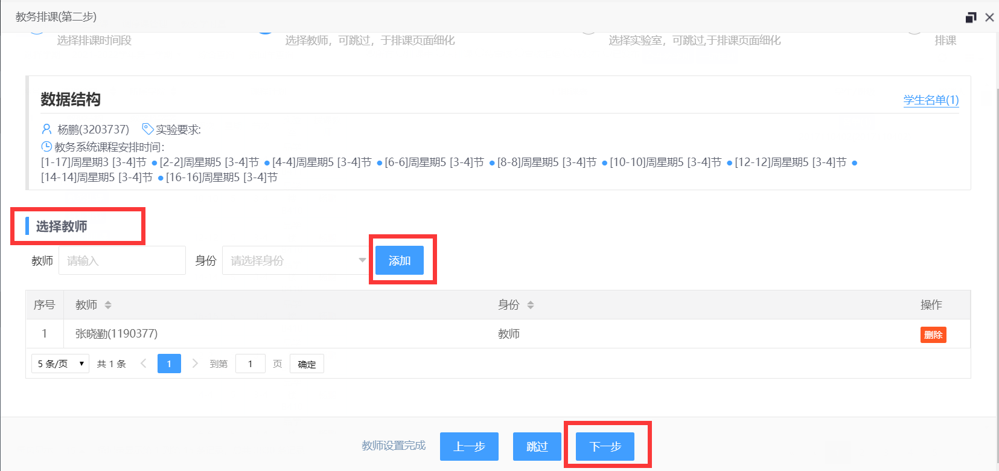 教务排课(第二步)
选择排课时间段 选择教师，可跳过，于排课页面细化 选择实验室，可跳过,于排课页面细化 排课
数据结构 学生名单(1)
杨鹏(3203737) 实验要求:
教务系统课程安排时间：
[1-17]周星期3 [3-4]节 ●[2-2]周星期5 [3-4]节 ●[4-4]周星期5 [3-4]节 ●[6-6]周星期5 [3-4]节 ●[8-8]周星期5 [3-4]节 ●[10-10]周星期5 [3-4]节 ●[12-12]周星期5 [3-4]节 ●
[14-14]周星期5 [3-4]节 ●[16-16]周星期5 [3-4]节
选择教师
教师 请输入 身份 请选择身份 添加
序号 教师 身份 操作
1 张晓勤(1190377) 教师 删除
5 条/页 共 1 条 1 到第 1 页 确定
教师设置完成 上一步 跳过 下一步